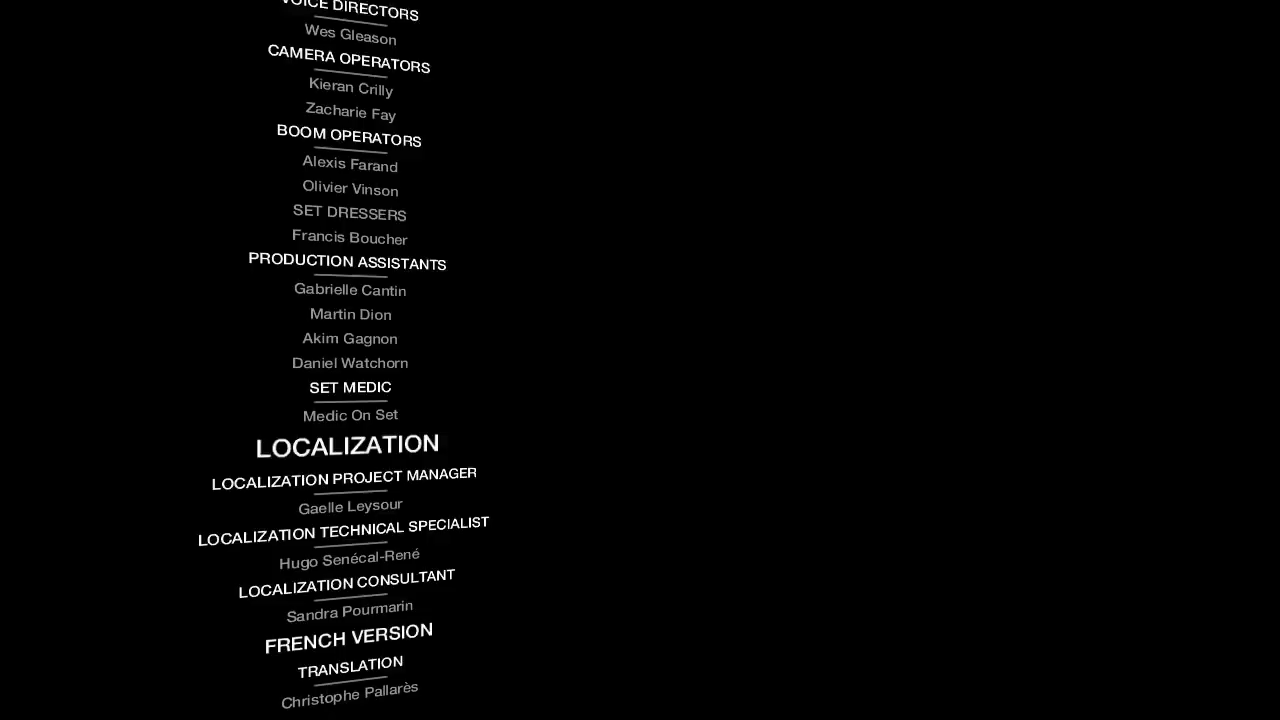 VOICE DIRECTORS
Wes Gleason
CAMERA OPERATORS
Kieran Crilly
Zacharie Fay
BOOM OPERATORS
Alexis Farand
Olivier Vinson
SET DRESSERS
Francis Boucher
PRODUCTION ASSISTANTS
Gabrielle Cantin
Martin Dion
Akim Gagnon
Daniel Watchorn
SET MEDIC
Medic On Set
LOCALIZATION
LOCALIZATION PROJECT MANAGER
Gaelle Leysour
LOCALIZATION TECHNICAL SPECIALIST
Hugo Senécal-René
LOCALIZATION CONSULTANT
Sandra Pourmarin
FRENCH VERSION
TRANSLATION
Christophe Pallarès